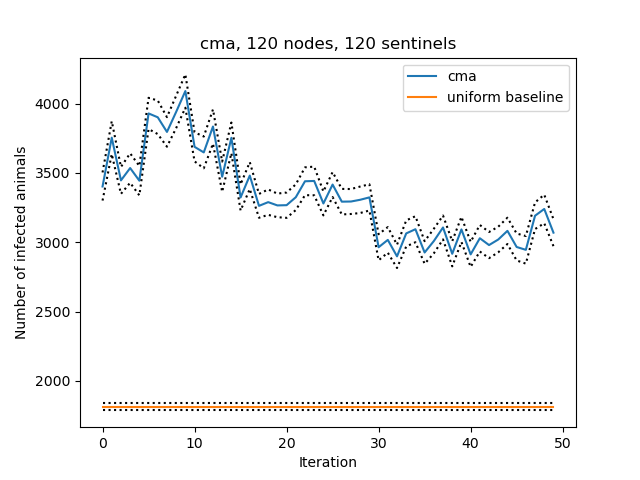 cma, 120 nodes, 120 sentinels
cma
uniform baseline
Number of infected animals
4000
3500
3000
2500
2000
0 10 20 30 40 50
Iteration